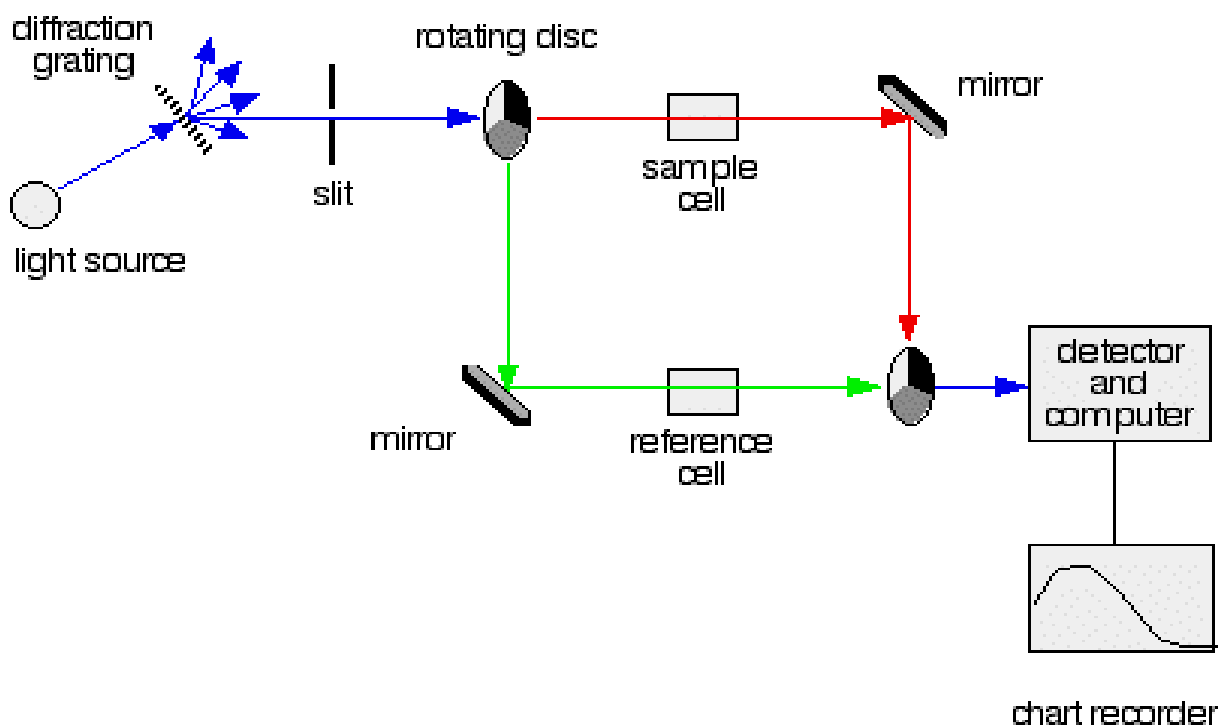 diffraction
grating
rotating disc
mirror
slit
sample
cell
light source
detector
and
computer
mirror
reference
cell
chart recorder